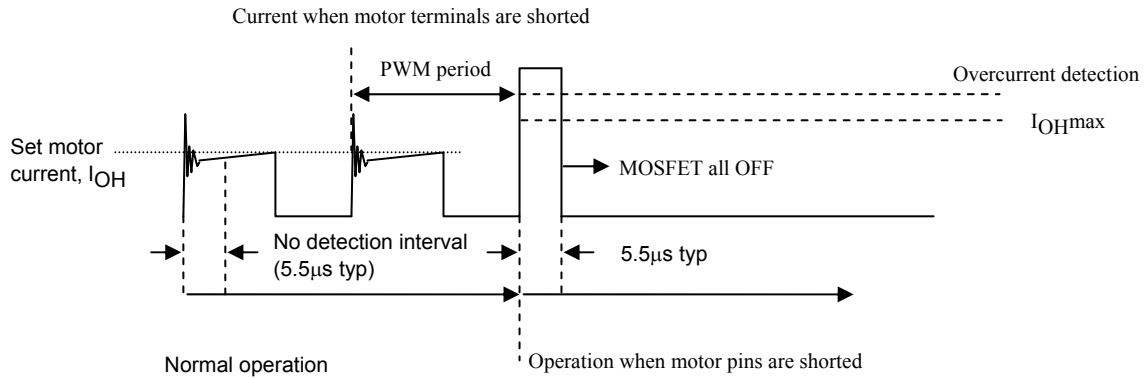 Current when motor terminals are shorted
PWM period
Overcurrent detection
IOHmax
Set motor
current, IOH
MOSFET all OFF
No detection interval
(5.5μs typ)
5.5μs typ
Normal operation
Operation when motor pins are shorted